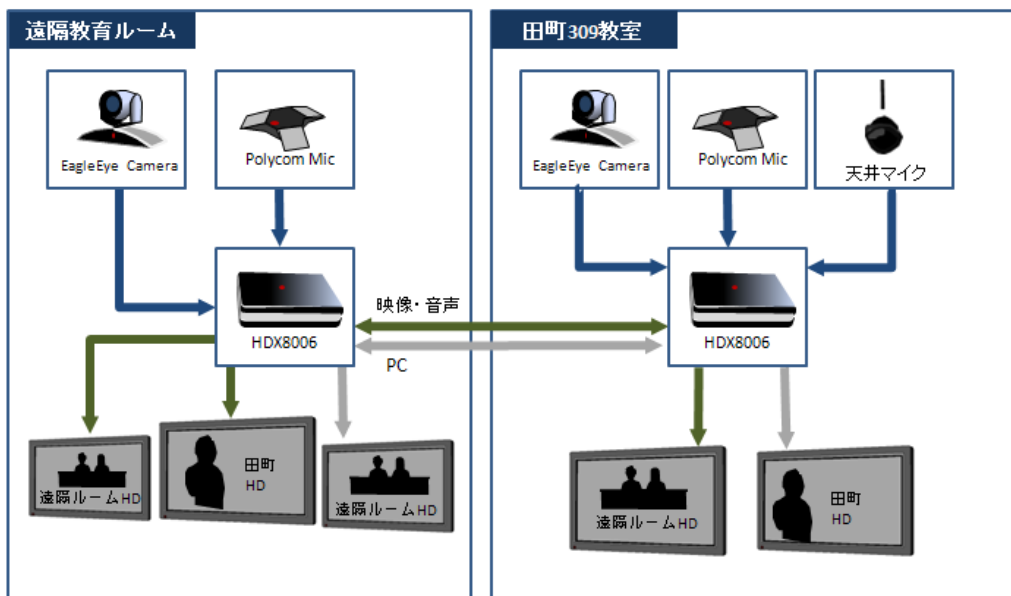 遠隔教育ルーム
EagleEye Camera
Polycom Mic
HDX8006
遠隔ルームHD
田町
HD
遠隔ルームHD
映像・音声
PC
田町309教室
EagleEye Camera
Polycom Mic
天井マイク
HDX8006
遠隔ルームHD
田町
HD